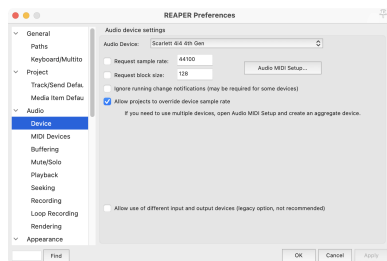 REAPER Preferences
General
Paths
Keyboard/Multito
Project
Track/Send Defau
Media Item Defau
Audio
Device
MIDI Devices
Buffering
Mute/Solo
Playback
Seeking
Recording
Loop Recording
Rendering
Appearance
Find
Audio device settings
Audio Device: Scarlett 4i4 4th Gen
Request sample rate: 44100
Request block size: 128
Audio MIDI Setup...
Ignore running change notifications (may be required for some devices)
Allow projects to override device sample rate
If you need to use multiple devices, open Audio MIDI Setup and create an aggregate device.
Allow use of different input and output devices (legacy option, not recommended)
OK Cancel Apply